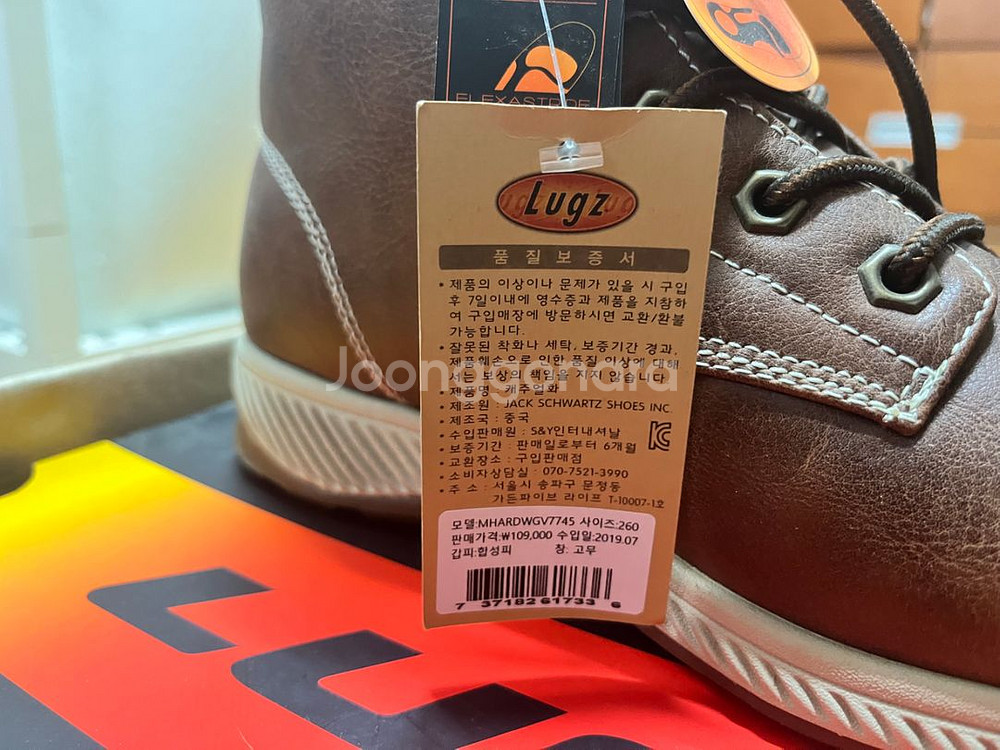 FLEXASTRIDE
Lugz
품질보증서
• 제품의 이상이나 문제가 있을 시 구입
후 7일이내에 영수증과 제품을 지참하
여 구입매장에 방문하시면 교환/환불
가능합니다.
• 잘못된 착화나 세탁, 보증기간 경과,
제품훼손으로 인한 품질 이상에 대해
서는 보상의 책임을 지지 않습니다.
• 제품명 : 캐주얼화
• 제조원 : JACK SCHWARTZ SHOES INC.
• 제조국 : 중국
• 수입판매원 : S&Y인터내셔날
• 보증기간 : 판매일로부터 6개월
• 교환장소 : 구입판매점
• 소비자상담실 : 070-7521-3990
• 주 소 : 서울시 송파구 문정동
가든파이브 라이프 T-10007-1호
모델:MHARDWGV7745 사이즈:260
판매가격:₩109,000 수입일:2019.07
갑피:합성피 창: 고무
7 37182 61733 6
Joonggonara